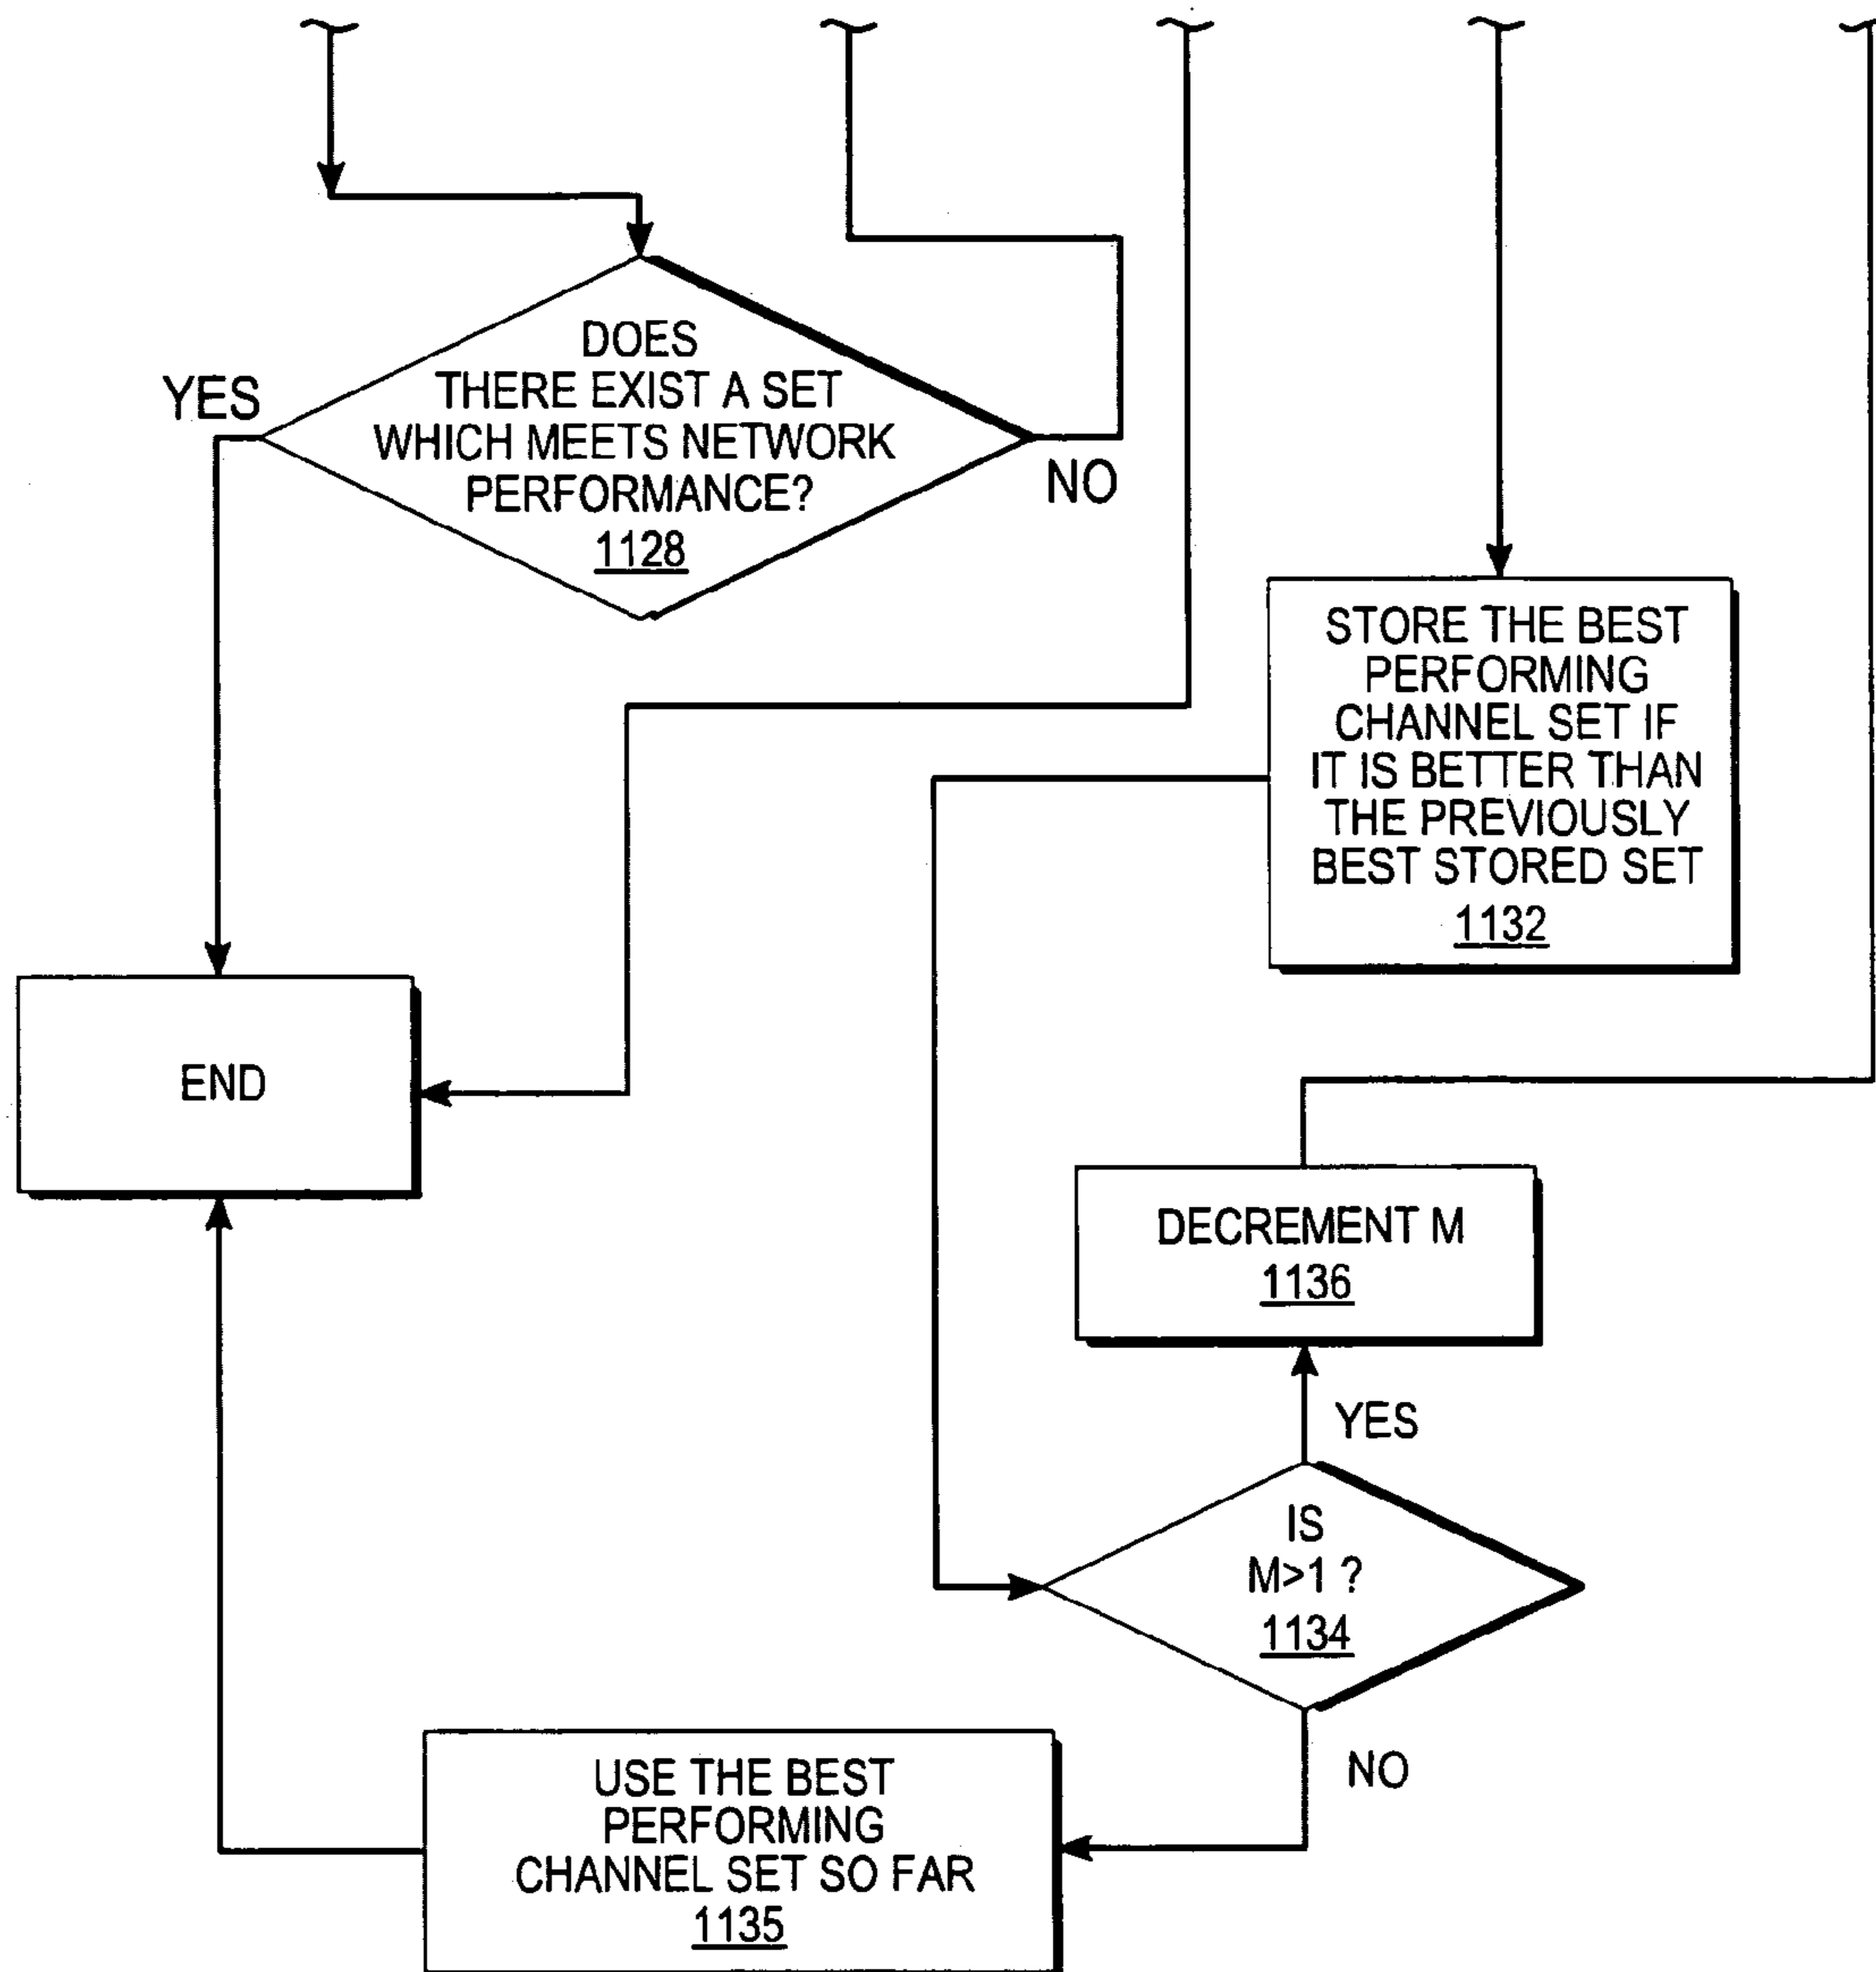 DOES
THERE EXIST A SET
WHICH MEETS NETWORK
PERFORMANCE?
1128
YES
NO
STORE THE BEST
PERFORMING
CHANNEL SET IF
IT IS BETTER THAN
THE PREVIOUSLY
BEST STORED SET
1132
END
DECREMENT M
1136
YES
IS
M>1 ?
1134
NO
USE THE BEST
PERFORMING
CHANNEL SET SO FAR
1135